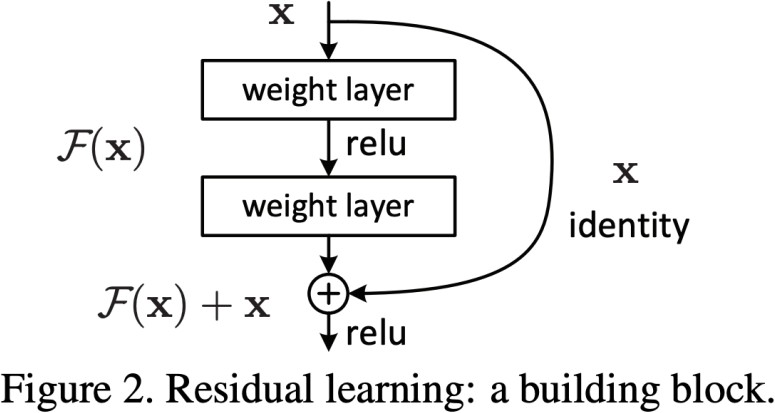 x
weight layer
F(x)
relu
x
weight layer
identity
F(x) + x
+
relu
Figure 2. Residual learning: a building block.